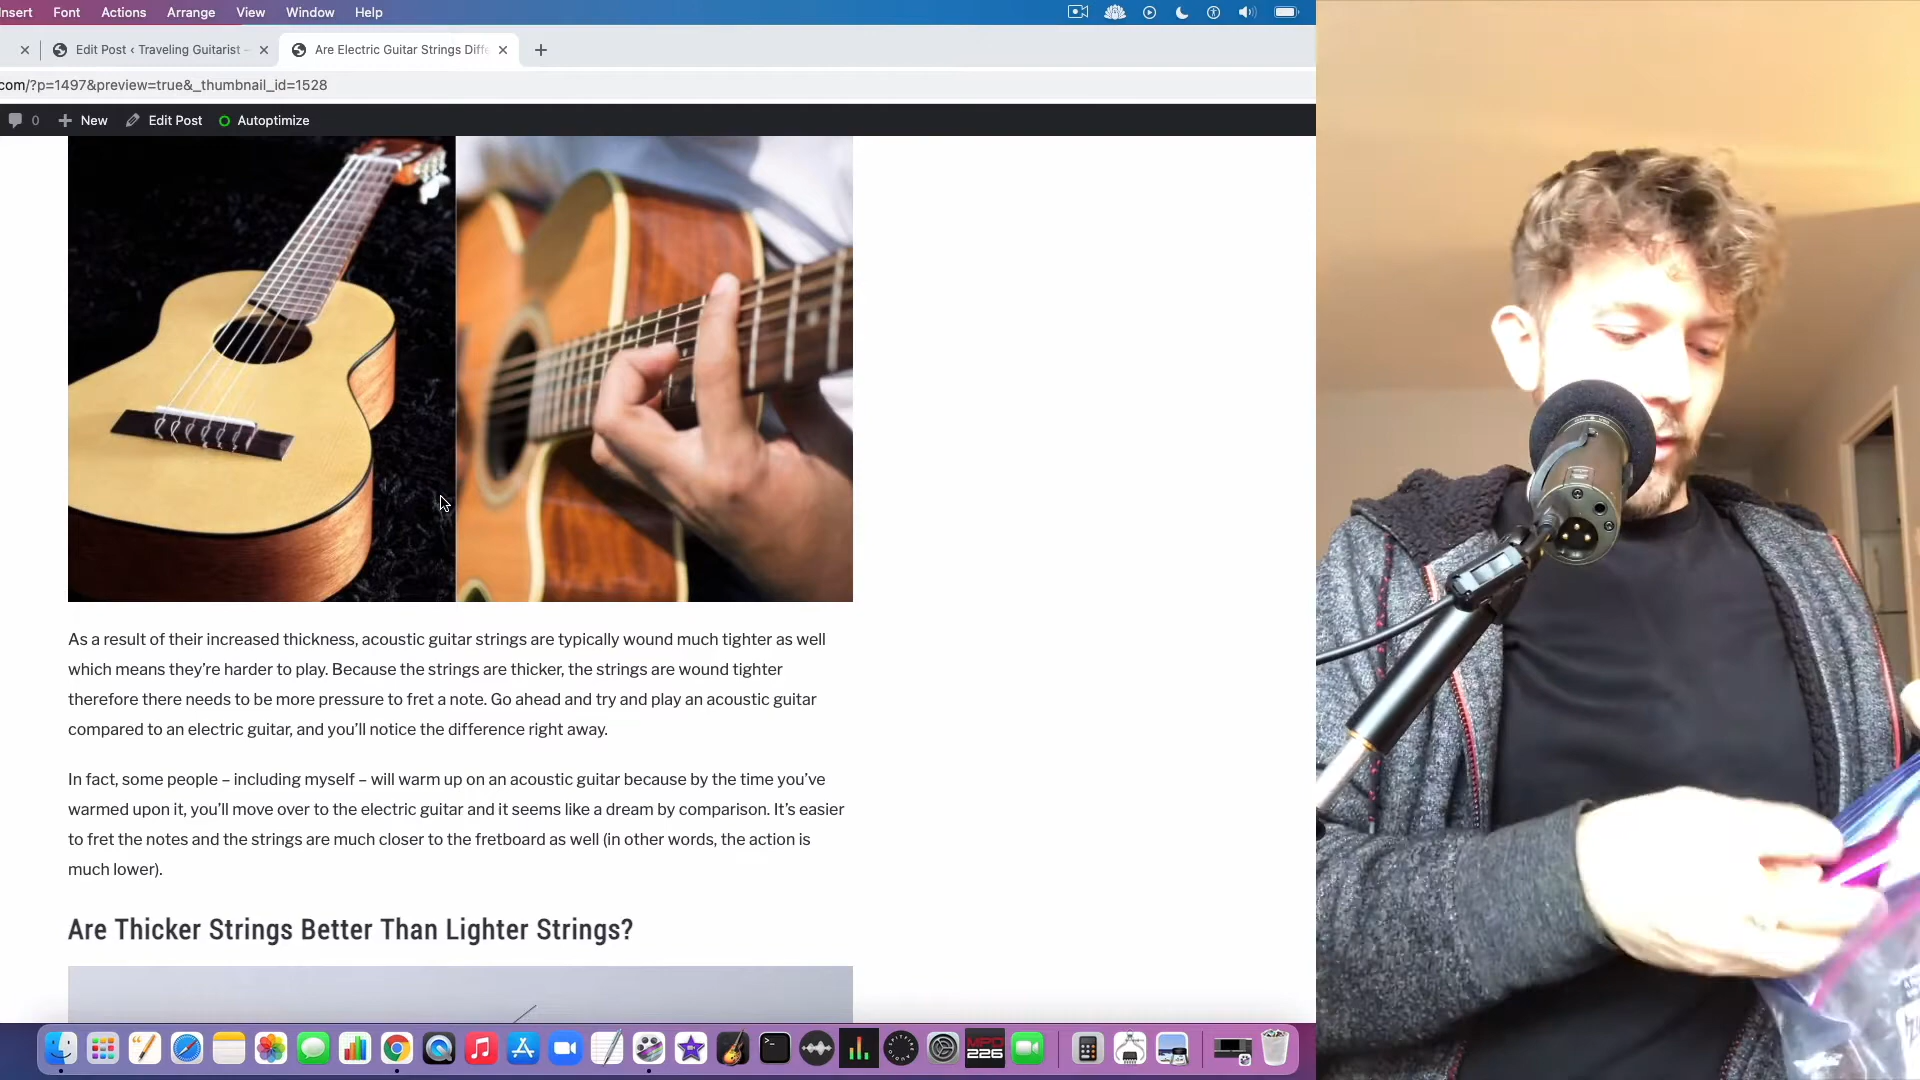 nsert Font Actions Arrange View Window Help
Edit Post ‹ Traveling Guitarist
Are Electric Guitar Strings Diffe
com/?p=1497&preview=true&_thumbnail_id=1528
0 New Edit Post Autoptimize
As a result of their increased thickness, acoustic guitar strings are typically wound much tighter as well
which means they're harder to play. Because the strings are thicker, the strings are wound tighter
therefore there needs to be more pressure to fret a note. Go ahead and try and play an acoustic guitar
compared to an electric guitar, and you'll notice the difference right away.
In fact, some people – including myself – will warm up on an acoustic guitar because by the time you've
warmed upon it, you'll move over to the electric guitar and it seems like a dream by comparison. It's easier
to fret the notes and the strings are much closer to the fretboard as well (in other words, the action is
much lower).
Are Thicker Strings Better Than Lighter Strings?
MPD
226